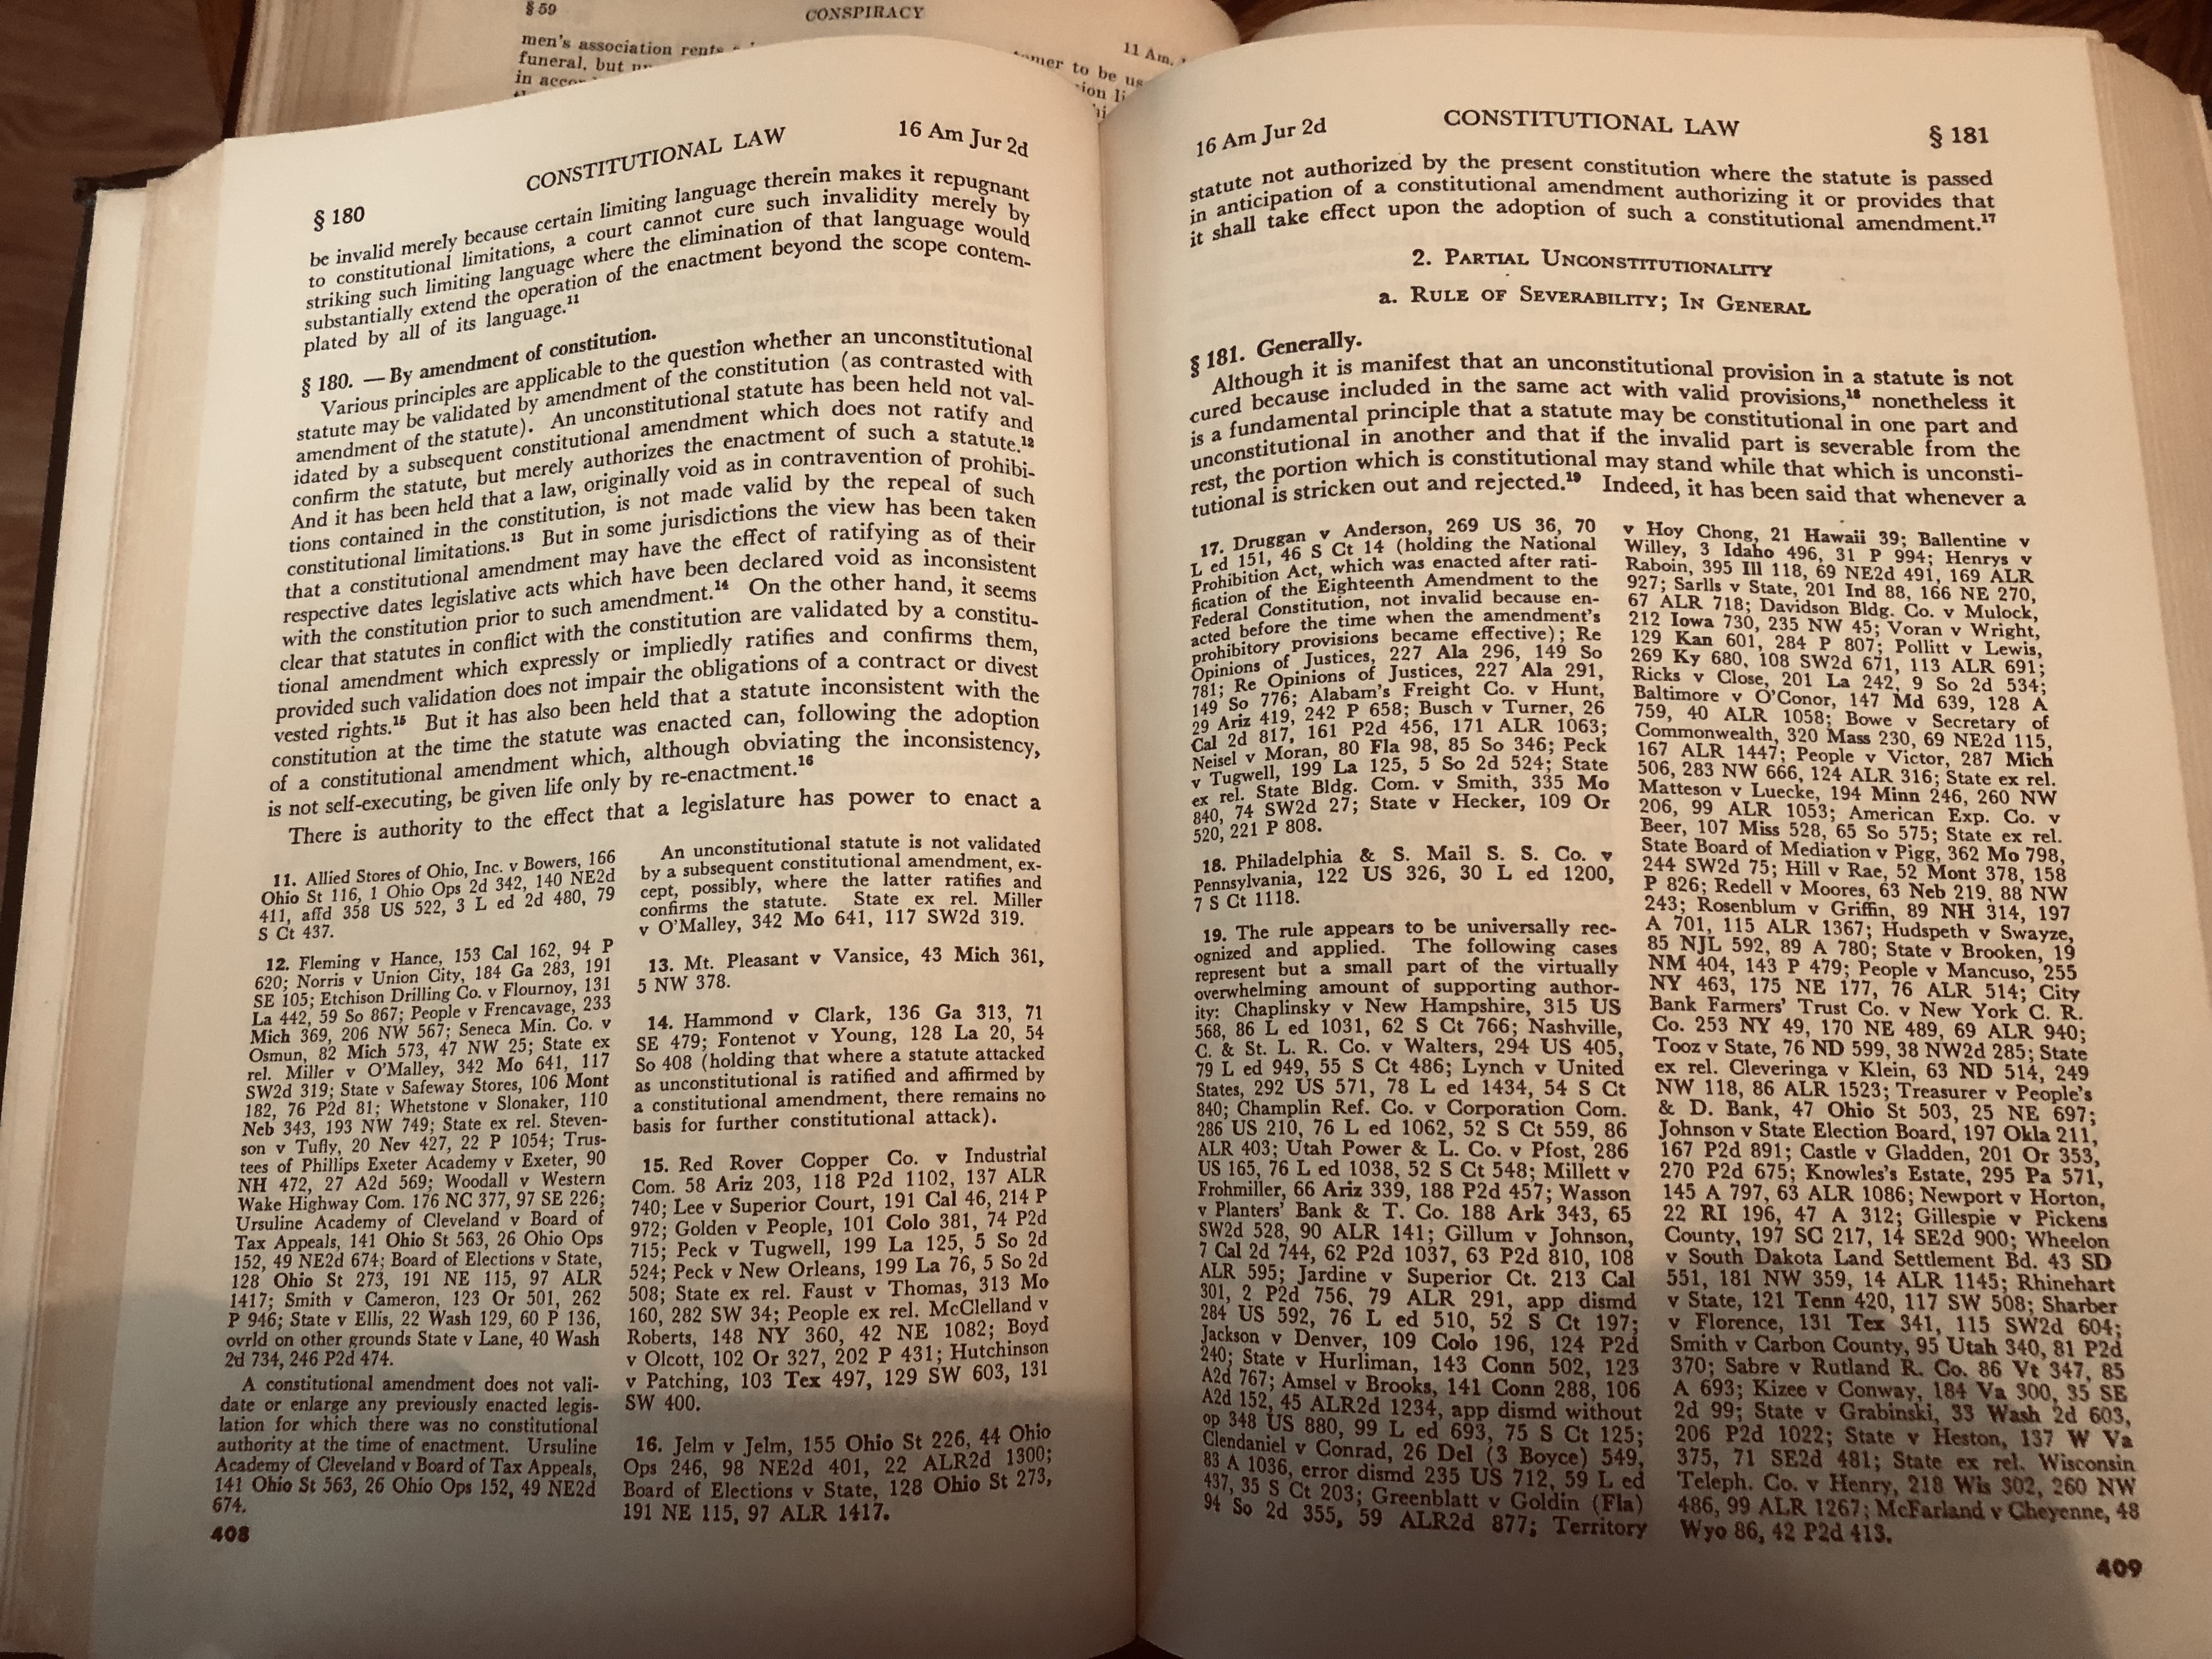 § 59
CONSPIRACY
11 Am.
men's association rents
funeral, but
in
to be
§ 180
CONSTITUTIONAL LAW
16 Am Jur 2d
be invalid merely because certain limiting language therein makes it repugnant
to constitutional limitations, a court cannot cure such invalidity merely by
striking such limiting language where the elimination of that language would
substantially extend the operation of the enactment beyond the scope contem-
plated by all of its language.11
§ 180. — By amendment of constitution.
Various principles are applicable to the question whether an unconstitutional
statute may be validated by amendment of the constitution (as contrasted with
amendment of the statute). An unconstitutional statute has been held not val-
idated by a subsequent constitutional amendment which does not ratify and
confirm the statute, but merely authorizes the enactment of such a statute.12
And it has been held that a law, originally void as in contravention of prohibi-
tions contained in the constitution, is not made valid by the repeal of such
constitutional limitations.13 But in some jurisdictions the view has been taken
that a constitutional amendment may have the effect of ratifying as of their
respective dates legislative acts which have been declared void as inconsistent
with the constitution prior to such amendment.14 On the other hand, it seems
clear that statutes in conflict with the constitution are validated by a constitu-
tional amendment which expressly or impliedly ratifies and confirms them,
provided such validation does not impair the obligations of a contract or divest
vested rights.15 But it has also been held that a statute inconsistent with the
constitution at the time the statute was enacted can, following the adoption
of a constitutional amendment which, although obviating the inconsistency,
is not self-executing, be given life only by re-enactment.16
There is authority to the effect that a legislature has power to enact a
11. Allied Stores of Ohio, Inc. v Bowers, 166
Ohio St 116, 1 Ohio Ops 2d 342, 140 NE2d
411, affd 358 US 522, 3 L ed 2d 480, 79
S Ct 437.
12. Fleming v Hance, 153 Cal 162, 94 P
620; Norris v Union City, 184 Ga 283, 191
SE 105; Etchison Drilling Co. v Flournoy, 131
La 442, 59 So 867; People v Frencavage, 233
Mich 369, 206 NW 567; Seneca Min. Co. v
Osmun, 82 Mich 573, 47 NW 25; State ex
rel. Miller v O'Malley, 342 Mo 641, 117
SW2d 319; State v Safeway Stores, 106 Mont
182, 76 P2d 81; Whetstone v Slonaker, 110
Neb 343, 193 NW 749; State ex rel. Steven-
son v Tufly, 20 Nev 427, 22 P 1054; Trus-
tees of Phillips Exeter Academy v Exeter, 90
NH 472, 27 A2d 569; Woodall v Western
Wake Highway Com. 176 NC 377, 97 SE 226;
Ursuline Academy of Cleveland v Board of
Tax Appeals, 141 Ohio St 563, 26 Ohio Ops
152, 49 NE2d 674; Board of Elections v State,
128 Ohio St 273, 191 NE 115, 97 ALR
1417; Smith v Cameron, 123 Or 501, 262
P 946; State v Ellis, 22 Wash 129, 60 P 136,
ovrld on other grounds State v Lane, 40 Wash
2d 734, 246 P2d 474.
A constitutional amendment does not vali-
date or enlarge any previously enacted legis-
lation for which there was no constitutional
authority at the time of enactment. Ursuline
Academy of Cleveland v Board of Tax Appeals,
141 Ohio St 563, 26 Ohio Ops 152, 49 NE2d
674.
408
An unconstitutional statute is not validated
by a subsequent constitutional amendment, ex-
cept, possibly, where the latter ratifies and
confirms the statute. State ex rel. Miller
v O'Malley, 342 Mo 641, 117 SW2d 319.
13. Mt. Pleasant v Vansice, 43 Mich 361,
5 NW 378.
14. Hammond v Clark, 136 Ga 313, 71
SE 479; Fontenot v Young, 128 La 20, 54
So 408 (holding that where a statute attacked
as unconstitutional is ratified and affirmed by
a constitutional amendment, there remains no
basis for further constitutional attack).
15. Red Rover Copper Co. v Industrial
Com. 58 Ariz 203, 118 P2d 1102, 137 ALR
740; Lee v Superior Court, 191 Cal 46, 214 P
972; Golden v People, 101 Colo 381, 74 P2d
715; Peck v Tugwell, 199 La 125, 5 So 2d
524; Peck v New Orleans, 199 La 76, 5 So 2d
508; State ex rel. Faust v Thomas, 313 Mo
160, 282 SW 34; People ex rel. McClelland v
Roberts, 148 NY 360, 42 NE 1082; Boyd
v Olcott, 102 Or 327, 202 P 431; Hutchinson
v Patching, 103 Tex 497, 129 SW 603, 131
SW 400.
16. Jelm v Jelm, 155 Ohio St 226, 44 Ohio
Ops 246, 98 NE2d 401, 22 ALR2d 1300;
Board of Elections v State, 128 Ohio St 273,
191 NE 115, 97 ALR 1417.
16 Am Jur 2d
CONSTITUTIONAL LAW
§ 181
statute not authorized by the present constitution where the statute is passed
in anticipation of a constitutional amendment authorizing it or provides that
it shall take effect upon the adoption of such a constitutional amendment.17
2. PARTIAL UNCONSTITUTIONALITY
a. RULE OF SEVERABILITY; IN GENERAL
§ 181. Generally.
Although it is manifest that an unconstitutional provision in a statute is not
cured because included in the same act with valid provisions,18 nonetheless it
is a fundamental principle that a statute may be constitutional in one part and
unconstitutional in another and that if the invalid part is severable from the
rest, the portion which is constitutional may stand while that which is unconsti-
tutional is stricken out and rejected.19 Indeed, it has been said that whenever a
17. Druggan v Anderson, 269 US 36, 70
L ed 151, 46 S Ct 14 (holding the National
Prohibition Act, which was enacted after rati-
fication of the Eighteenth Amendment to the
Federal Constitution, not invalid because en-
acted before the time when the amendment's
prohibitory provisions became effective); Re
Opinions of Justices, 227 Ala 296, 149 So
781; Re Opinions of Justices, 227 Ala 291,
149 So 776; Alabam's Freight Co. v Hunt,
29 Ariz 419, 242 P 658; Busch v Turner, 26
Cal 2d 817, 161 P2d 456, 171 ALR 1063;
Neisel v Moran, 80 Fla 98, 85 So 346; Peck
v Tugwell, 199 La 125, 5 So 2d 524; State
ex rel. State Bldg. Com. v Smith, 335 Mo
840, 74 SW2d 27; State v Hecker, 109 Or
520, 221 P 808.
18. Philadelphia & S. Mail S. S. Co. v
Pennsylvania, 122 US 326, 30 L ed 1200,
7 S Ct 1118.
19. The rule appears to be universally rec-
ognized and applied. The following cases
represent but a small part of the virtually
overwhelming amount of supporting author-
ity: Chaplinsky v New Hampshire, 315 US
568, 86 L ed 1031, 62 S Ct 766; Nashville,
C. & St. L. R. Co. v Walters, 294 US 405,
79 L ed 949, 55 S Ct 486; Lynch v United
States, 292 US 571, 78 L ed 1434, 54 S Ct
840; Champlin Ref. Co. v Corporation Com.
286 US 210, 76 L ed 1062, 52 S Ct 559, 86
ALR 403; Utah Power & L. Co. v Pfost, 286
US 165, 76 L ed 1038, 52 S Ct 548; Millett v
Frohmiller, 66 Ariz 339, 188 P2d 457; Wasson
v Planters' Bank & T. Co. 188 Ark 343, 65
SW2d 528, 90 ALR 141; Gillum v Johnson,
7 Cal 2d 744, 62 P2d 1037, 63 P2d 810, 108
ALR 595; Jardine v Superior Ct. 213 Cal
301, 2 P2d 756, 79 ALR 291, app dismd
284 US 592, 76 L ed 510, 52 S Ct 197;
Jackson v Denver, 109 Colo 196, 124 P2d
240; State v Hurliman, 143 Conn 502, 123
A2d 767; Amsel v Brooks, 141 Conn 288, 106
A2d 152, 45 ALR2d 1234, app dismd without
op 348 US 880, 99 L ed 693, 75 S Ct 125;
Clendaniel v Conrad, 26 Del (3 Boyce) 549,
83 A 1036, error dismd 235 US 712, 59 L ed
437, 35 S Ct 203; Greenblatt v Goldin (Fla)
94 So 2d 355, 59 ALR2d 877; Territory
v Hoy Chong, 21 Hawaii 39; Ballentine v
Willey, 3 Idaho 496, 31 P 994; Henrys v
Raboin, 395 Ill 118, 69 NE2d 491, 169 ALR
927; Sarlls v State, 201 Ind 88, 166 NE 270,
67 ALR 718; Davidson Bldg. Co. v Mulock,
212 Iowa 730, 235 NW 45; Voran v Wright,
129 Kan 601, 284 P 807; Pollitt v Lewis,
269 Ky 680, 108 SW2d 671, 113 ALR 691;
Ricks v Close, 201 La 242, 9 So 2d 534;
Baltimore v O'Conor, 147 Md 639, 128 A
759, 40 ALR 1058; Bowe v Secretary of
Commonwealth, 320 Mass 230, 69 NE2d 115,
167 ALR 1447; People v Victor, 287 Mich
506, 283 NW 666, 124 ALR 316; State ex rel.
Matteson v Luecke, 194 Minn 246, 260 NW
206, 99 ALR 1053; American Exp. Co. v
Beer, 107 Miss 528, 65 So 575; State ex rel.
State Board of Mediation v Pigg, 362 Mo 798,
244 SW2d 75; Hill v Rae, 52 Mont 378, 158
P 826; Redell v Moores, 63 Neb 219, 88 NW
243; Rosenblum v Griffin, 89 NH 314, 197
A 701, 115 ALR 1367; Hudspeth v Swayze,
85 NJL 592, 89 A 780; State v Brooken, 19
NM 404, 143 P 479; People v Mancuso, 255
NY 463, 175 NE 177, 76 ALR 514; City
Bank Farmers' Trust Co. v New York C. R.
Co. 253 NY 49, 170 NE 489, 69 ALR 940;
Tooz v State, 76 ND 599, 38 NW2d 285; State
ex rel. Cleveringa v Klein, 63 ND 514, 249
NW 118, 86 ALR 1523; Treasurer v People's
& D. Bank, 47 Ohio St 503, 25 NE 697;
Johnson v State Election Board, 197 Okla 211,
167 P2d 891; Castle v Gladden, 201 Or 353,
270 P2d 675; Knowles's Estate, 295 Pa 571,
145 A 797, 63 ALR 1086; Newport v Horton,
22 RI 196, 47 A 312; Gillespie v Pickens
County, 197 SC 217, 14 SE2d 900; Wheelon
v South Dakota Land Settlement Bd. 43 SD
551, 181 NW 359, 14 ALR 1145; Rhinehart
v State, 121 Tenn 420, 117 SW 508; Sharber
v Florence, 131 Tex 341, 115 SW2d 604;
Smith v Carbon County, 95 Utah 340, 81 P2d
370; Sabre v Rutland R. Co. 86 Vt 347, 85
A 693; Kizee v Conway, 184 Va 300, 35 SE
2d 99; State v Grabinski, 33 Wash 2d 603,
206 P2d 1022; State v Heston, 137 W Va
375, 71 SE2d 481; State ex rel. Wisconsin
Teleph. Co. v Henry, 218 Wis 302, 260 NW
486, 99 ALR 1267; McFarland v Cheyenne, 48
Wyo 86, 42 P2d 413.
409